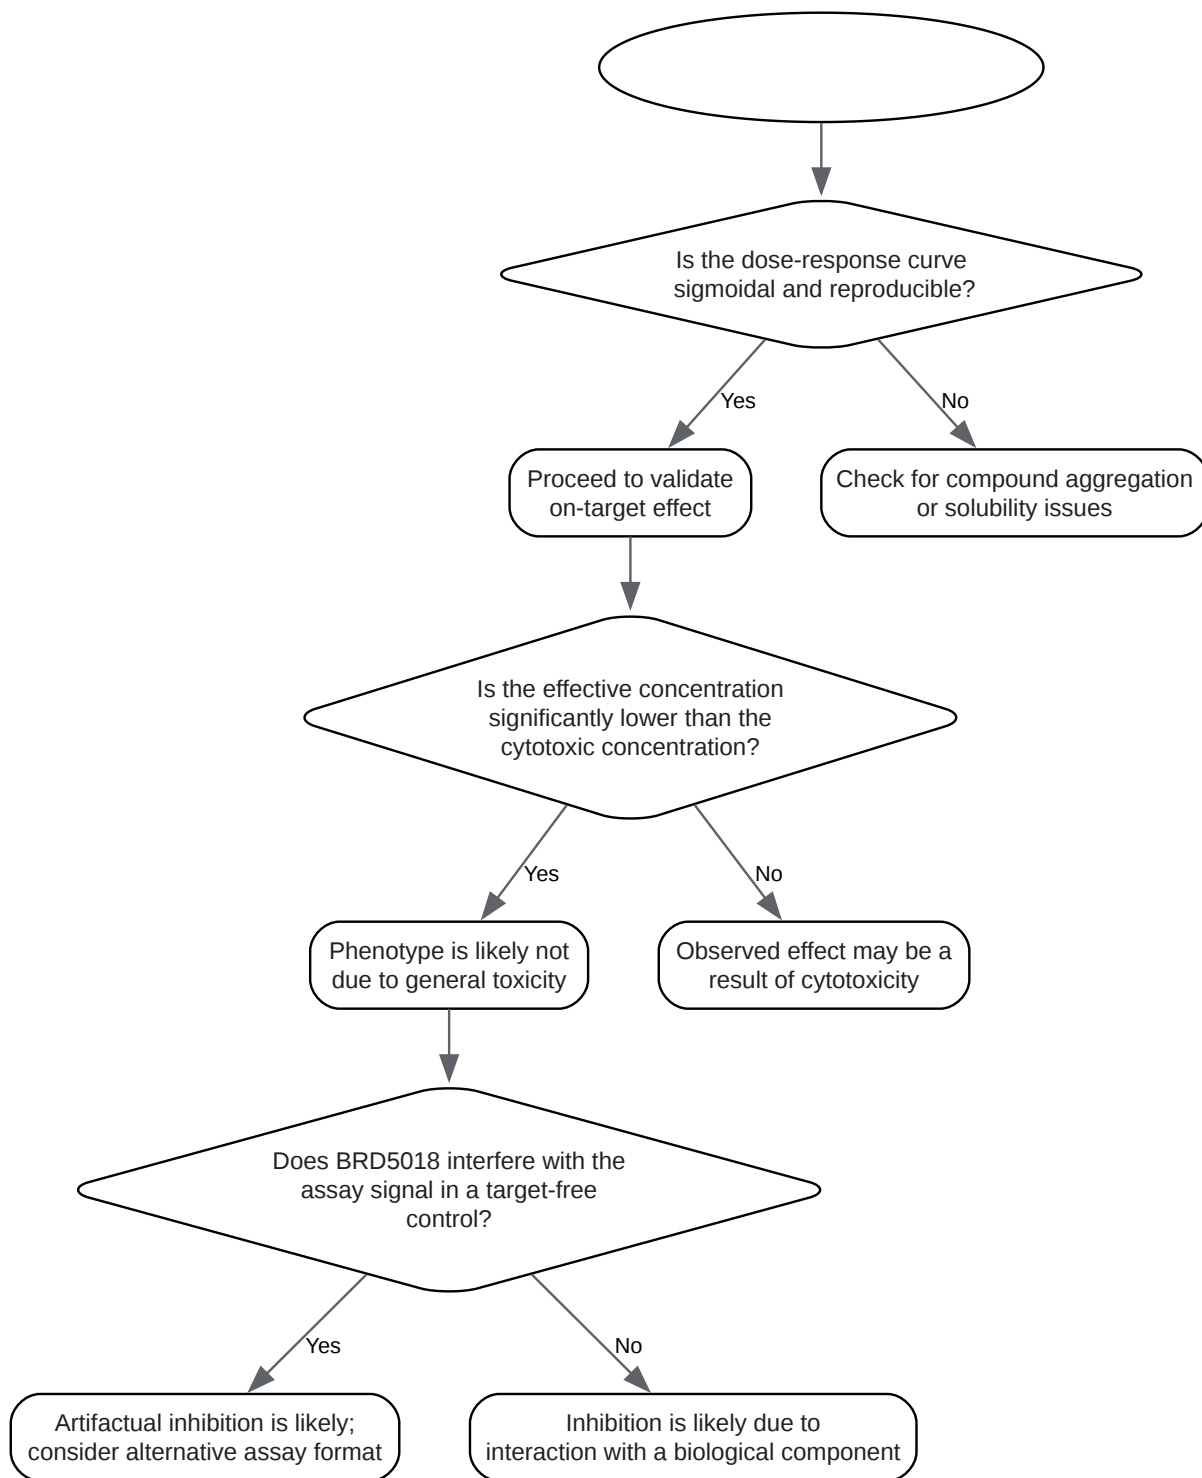 Is the dose-response curve
sigmoidal and reproducible?
Yes
No
Proceed to validate
on-target effect
Check for compound aggregation
or solubility issues
Is the effective concentration
significantly lower than the
cytotoxic concentration?
Yes
No
Phenotype is likely not
due to general toxicity
Observed effect may be a
result of cytotoxicity
Does BRD5018 interfere with the
assay signal in a target-free
control?
Yes
No
Artifactual inhibition is likely;
consider alternative assay format
Inhibition is likely due to
interaction with a biological component